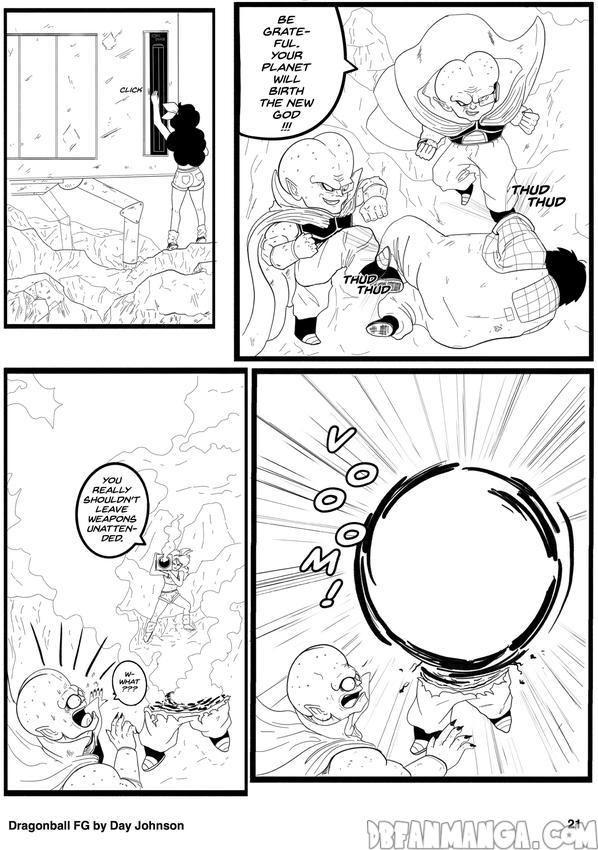 CLICK
BE
GRATE-
FUL.
YOUR
PLANET
WILL
BIRTH
THE NEW
GOD
!!!
THUD
THUD
THUD
THUD
YOU
REALLY
SHOULDN'T
LEAVE
WEAPONS
UNATTEN-
DED.
W-
WHAT
???
VOOOM!
Dragonball FG by Day Johnson
21
DBFANMANGA.COM